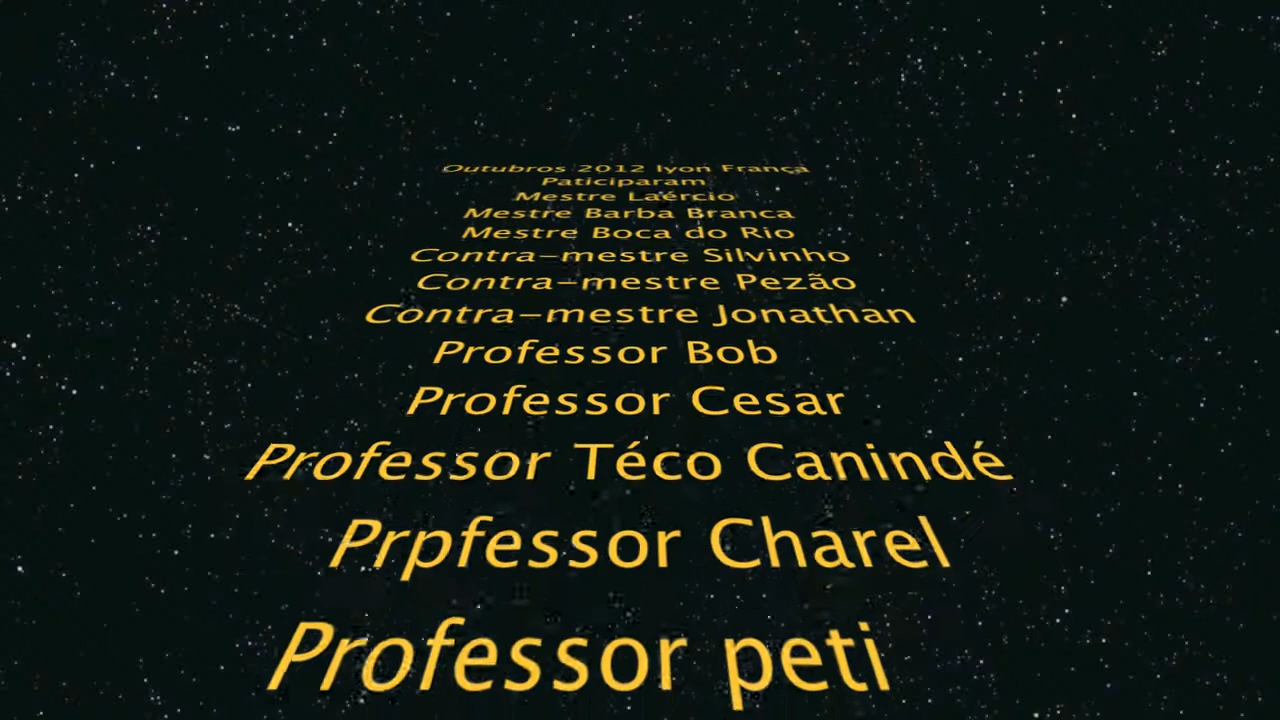 Outubros 2012 lyon França
Paticiparam
Mestre Laércio
Mestre Barba Branca
Mestre Boca do Rio
Contra-mestre Silvinho
Contra-mestre Pezão
Contra-mestre Jonathan
Professor Bob
Professor Cesar
Professor Téco Canindé
Prpfessor Charel
Professor peti